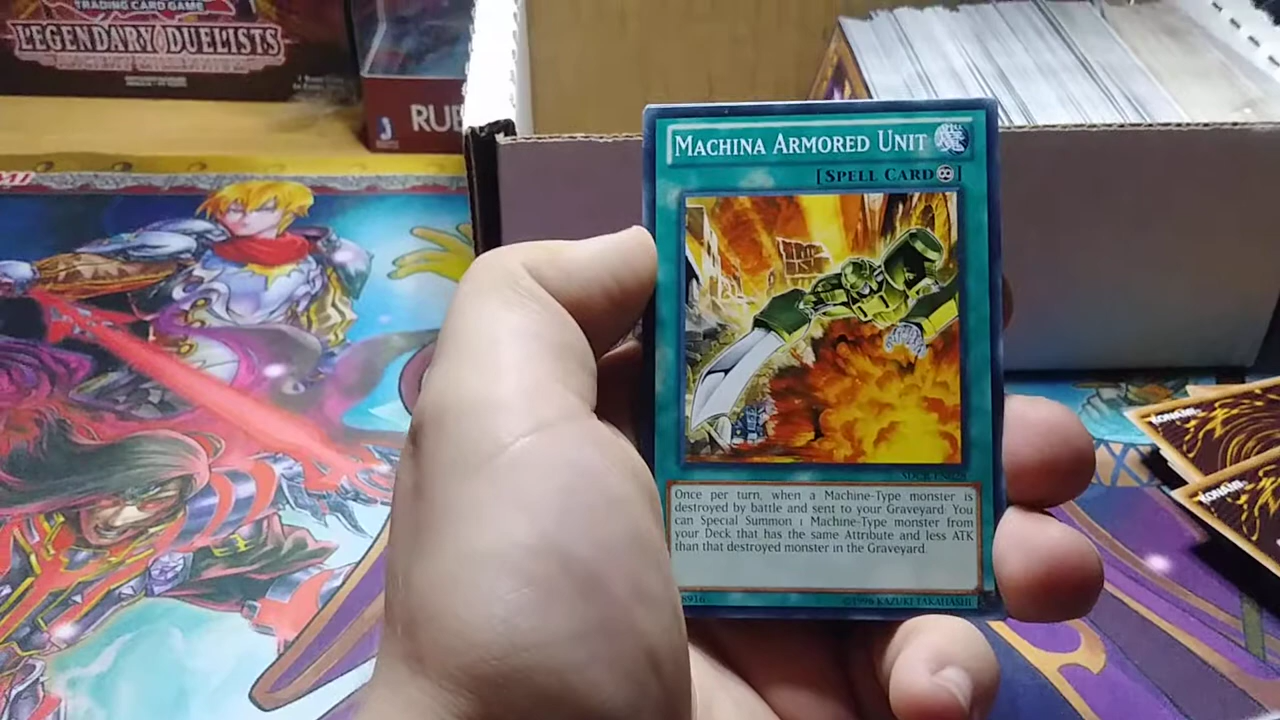 TRADING CARD GAME
LEGENDARY DUELISTS
RUB
MACHINA ARMORED UNIT
[SPELL CARD]
Once per turn, when a Machine-Type monster is
destroyed by battle and sent to your Graveyard: You
can Special Summon 1 Machine-Type monster from
your Deck that has the same Attribute and less ATK
than that destroyed monster in the Graveyard.
8916
©1996 KAZUKI TAKAHASHI
KONAMI
KONAMI